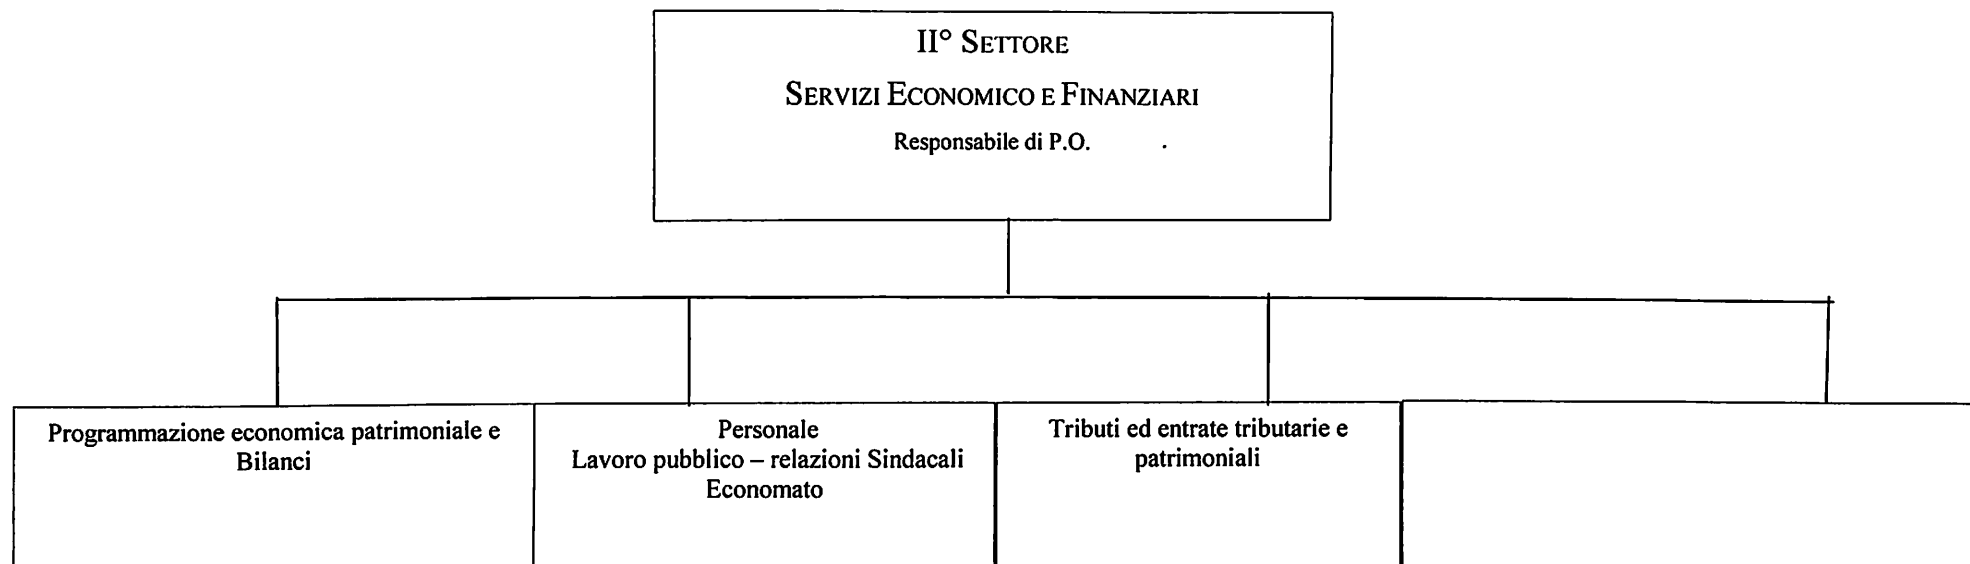 II° SETTORE
SERVIZI ECONOMICO E FINANZIARI
Responsabile di P.O.
Programmazione economica patrimoniale e
Bilanci
Personale
Lavoro pubblico – relazioni Sindacali
Economato
Tributi ed entrate tributarie e
patrimoniali